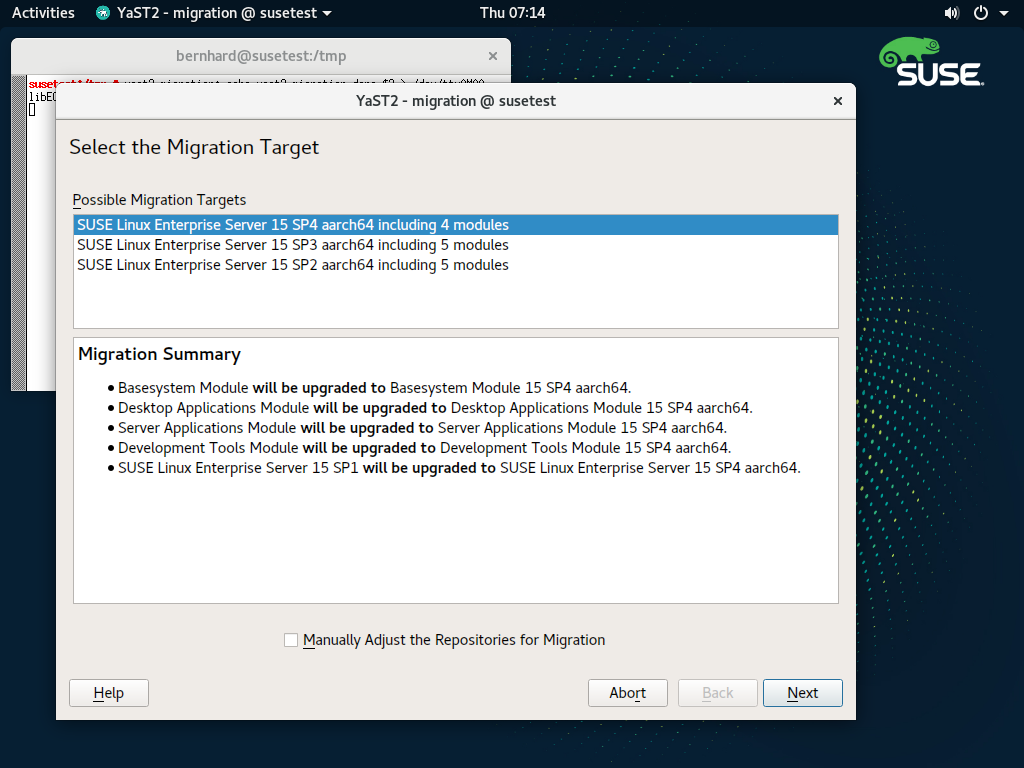 Activities YaST2 - migration @ susetest Thu 07:14
bernhard@susetest:/tmp
SUSE
libEG
YaST2 - migration @ susetest
Select the Migration Target
Possible Migration Targets
SUSE Linux Enterprise Server 15 SP4 aarch64 including 4 modules
SUSE Linux Enterprise Server 15 SP3 aarch64 including 5 modules
SUSE Linux Enterprise Server 15 SP2 aarch64 including 5 modules
Migration Summary
Basesystem Module will be upgraded to Basesystem Module 15 SP4 aarch64.
Desktop Applications Module will be upgraded to Desktop Applications Module 15 SP4 aarch64.
Server Applications Module will be upgraded to Server Applications Module 15 SP4 aarch64.
Development Tools Module will be upgraded to Development Tools Module 15 SP4 aarch64.
SUSE Linux Enterprise Server 15 SP1 will be upgraded to SUSE Linux Enterprise Server 15 SP4 aarch64.
Manually Adjust the Repositories for Migration
Help Abort Back Next